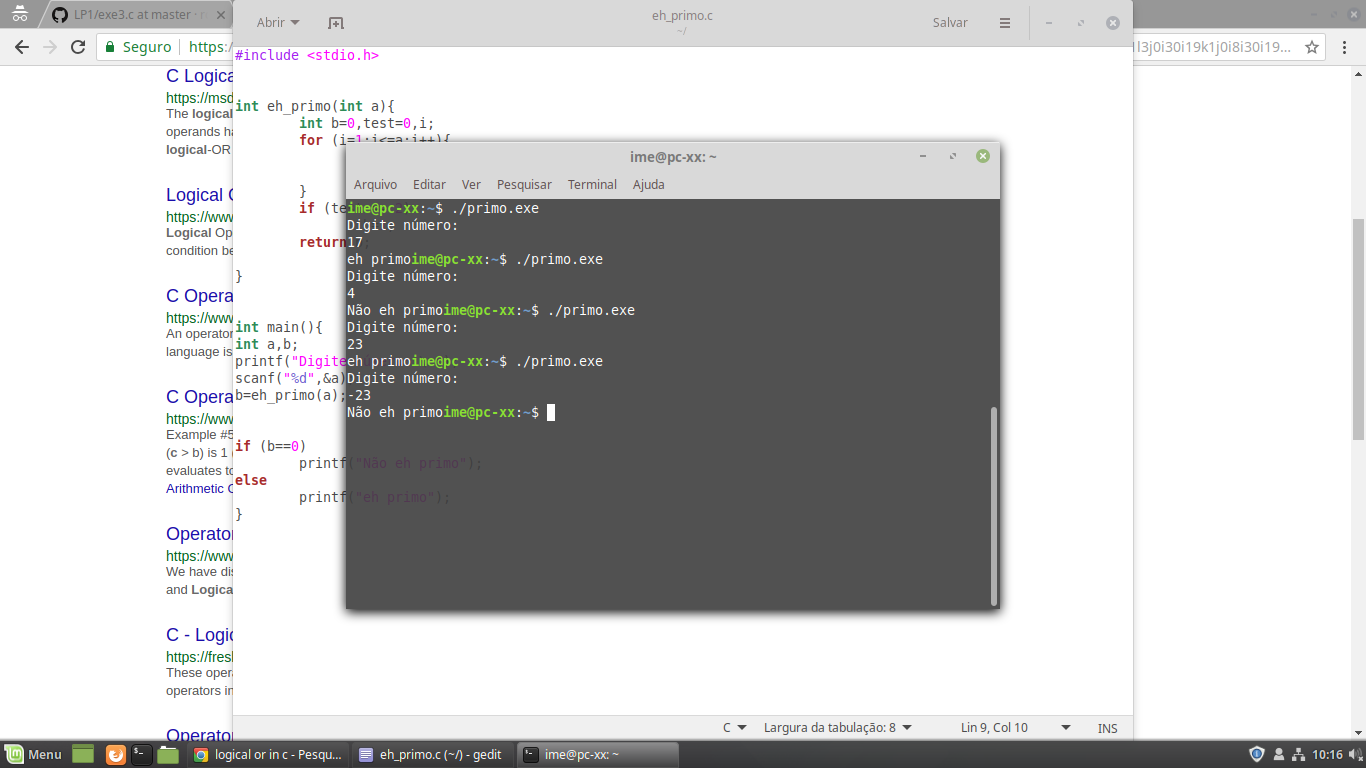 LP1/exe3.c at master
Seguro
https:/
1l3j0i30i19k1j0i8i30i19...
Abrir
eh_primo.c
~/
Salvar
C Logica
https://msd
The logical
operands ha
logical-OR
Logical
https://www
Logical Op
condition be
C Opera
https://www
An operator
language is
C Opera
https://www
Example #5
(c > b) is 1
evaluates to
Arithmetic
Operator
https://www
We have dis
and Logica
C - Logic
https://fresh
These opera
operators in
Operator
#include <stdio.h>
int eh_primo(int a){
int b=0,test=0,i;
for (i=1;i<=a;i++){
}
if (te
return
}
int main(){
int a,b;
printf("Digite
scanf("%d",&a)
b=eh_primo(a);
if (b==0)
printf("Não eh primo");
else
printf("eh primo");
}
ime@pc-xx: ~
Arquivo Editar Ver Pesquisar Terminal Ajuda
ime@pc-xx:~$ ./primo.exe
Digite número:
17
eh primoime@pc-xx:~$ ./primo.exe
Digite número:
4
Não eh primoime@pc-xx:~$ ./primo.exe
Digite número:
23
eh primoime@pc-xx:~$ ./primo.exe
Digite número:
-23
Não eh primoime@pc-xx:~$
C
Largura da tabulação: 8
Lin 9, Col 10
INS
Menu
logical or in c - Pesqu...
eh_primo.c (~/) - gedit
ime@pc-xx: ~
10:16